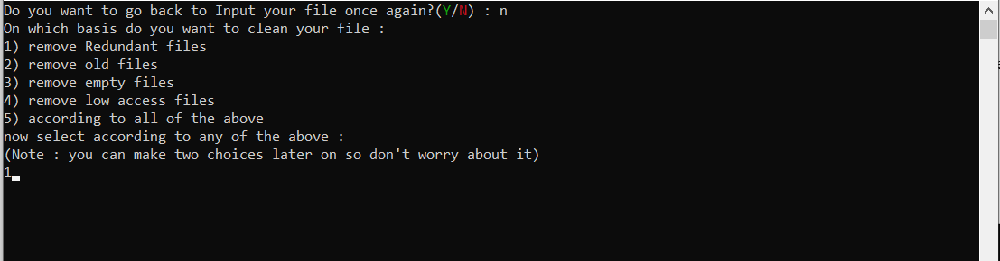 Do you want to go back to Input your file once again?(Y/N) : n
On which basis do you want to clean your file :
1) remove Redundant files
2) remove old files
3) remove empty files
4) remove low access files
5) according to all of the above
now select according to any of the above :
(Note : you can make two choices later on so don't worry about it)
1